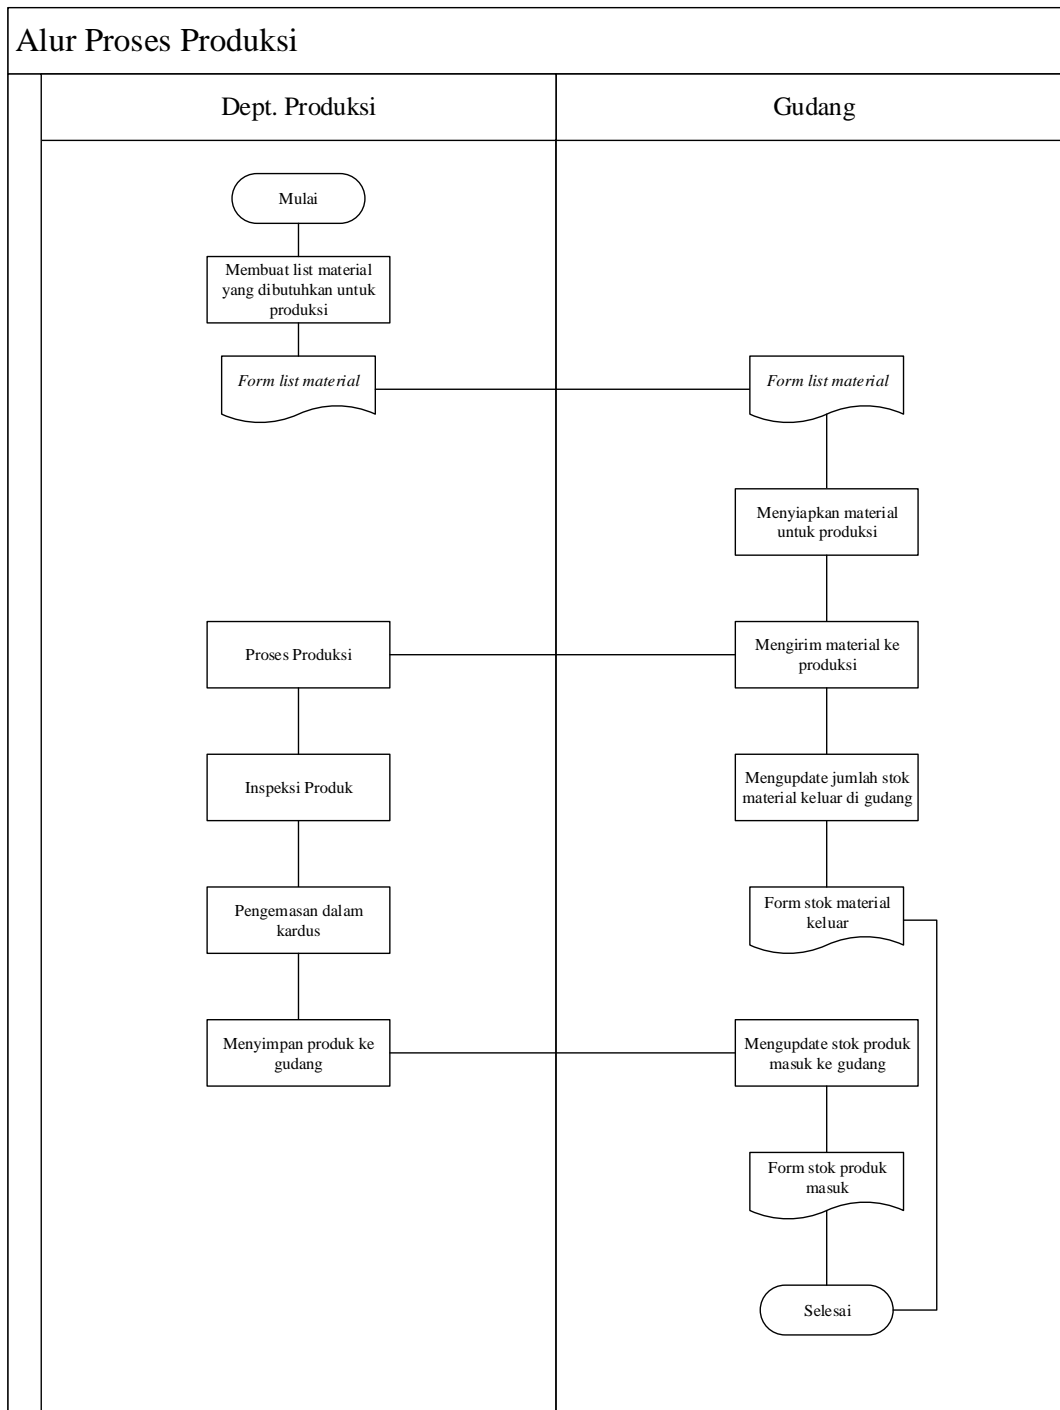 Alur Proses Produksi
Dept. Produksi
Gudang
Mulai
Membuat list material
yang dibutuhkan untuk
produksi
Form list material
Form list material
Menyiapkan material
untuk produksi
Proses Produksi
Mengirim material ke
produksi
Inspeksi Produk
Mengupdate jumlah stok
material keluar di gudang
Pengemasan dalam
kardus
Form stok material
keluar
Menyimpan produk ke
gudang
Mengupdate stok produk
masuk ke gudang
Form stok produk
masuk
Selesai